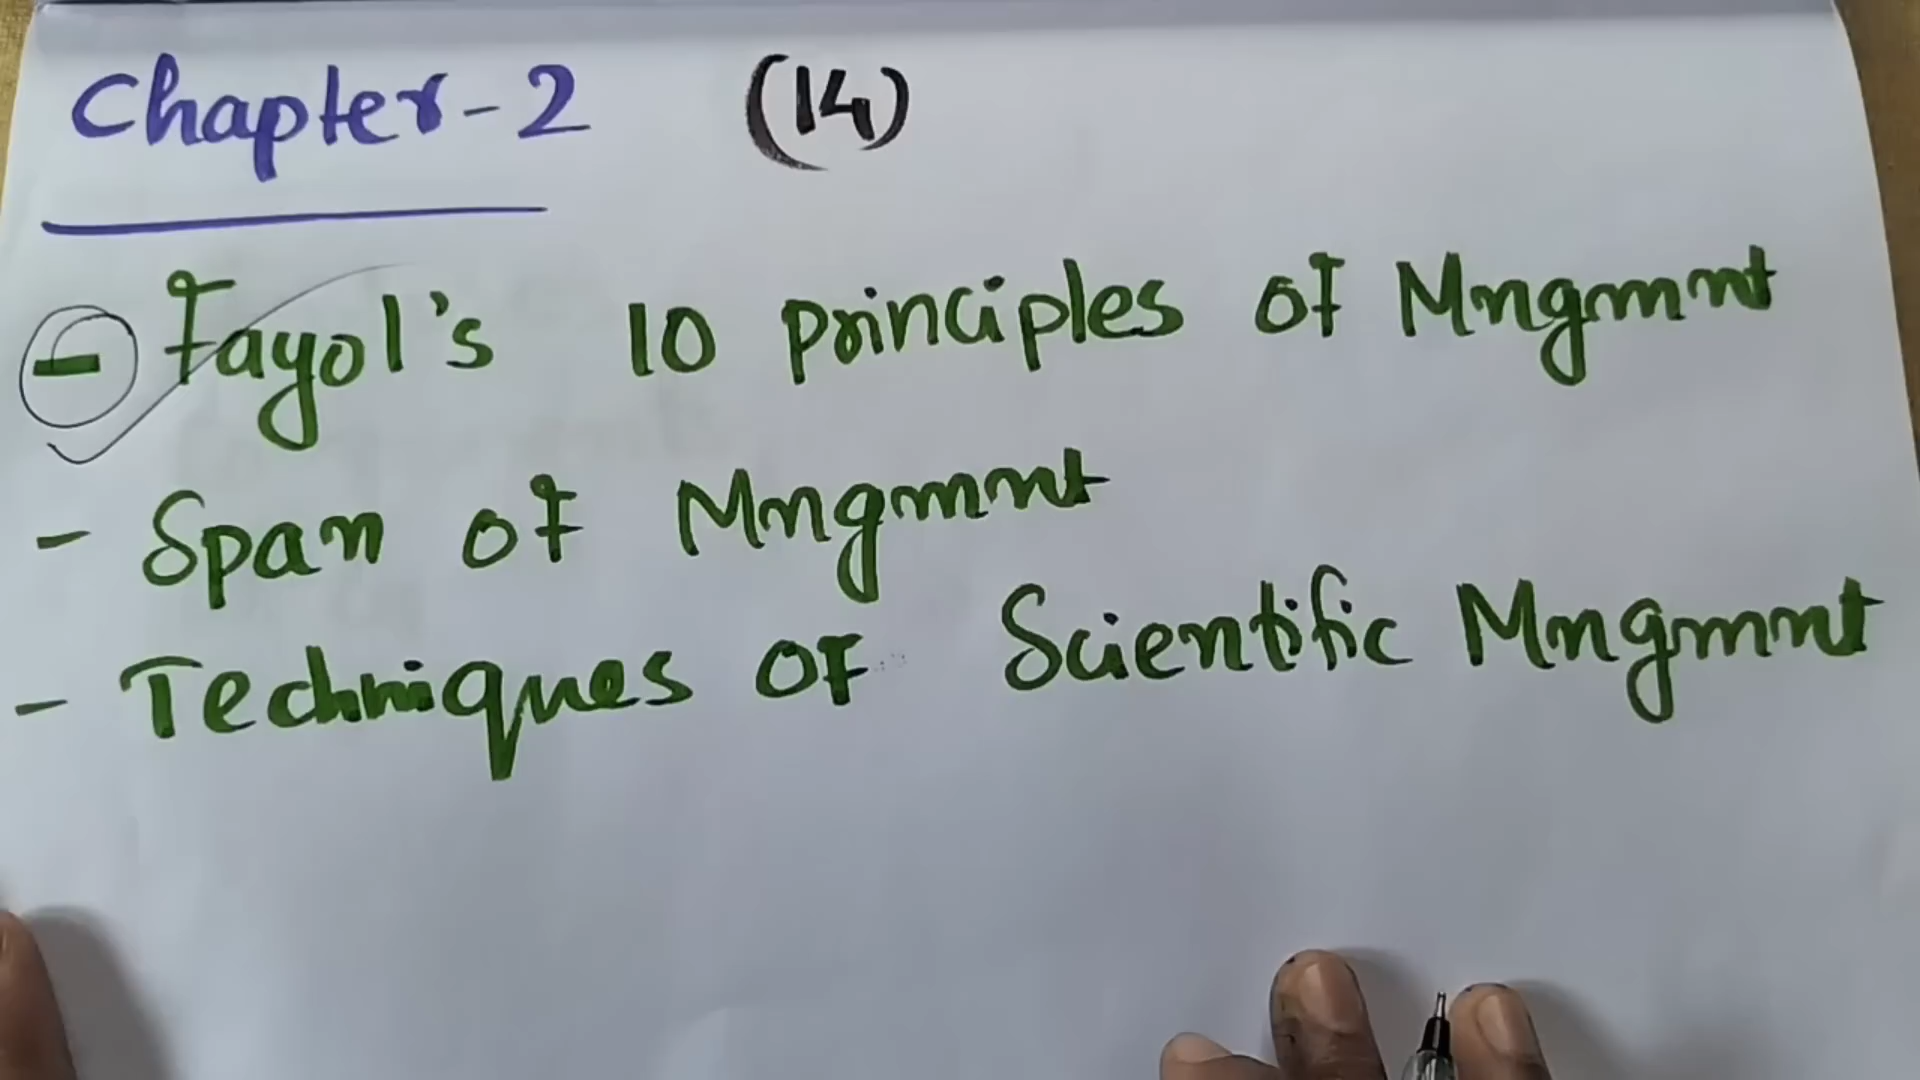 Chapter-2 (14)
- Fayol's 10 principles of Mngmnt
- Span of Mngmnt
- Techniques OF Scientific Mngmnt